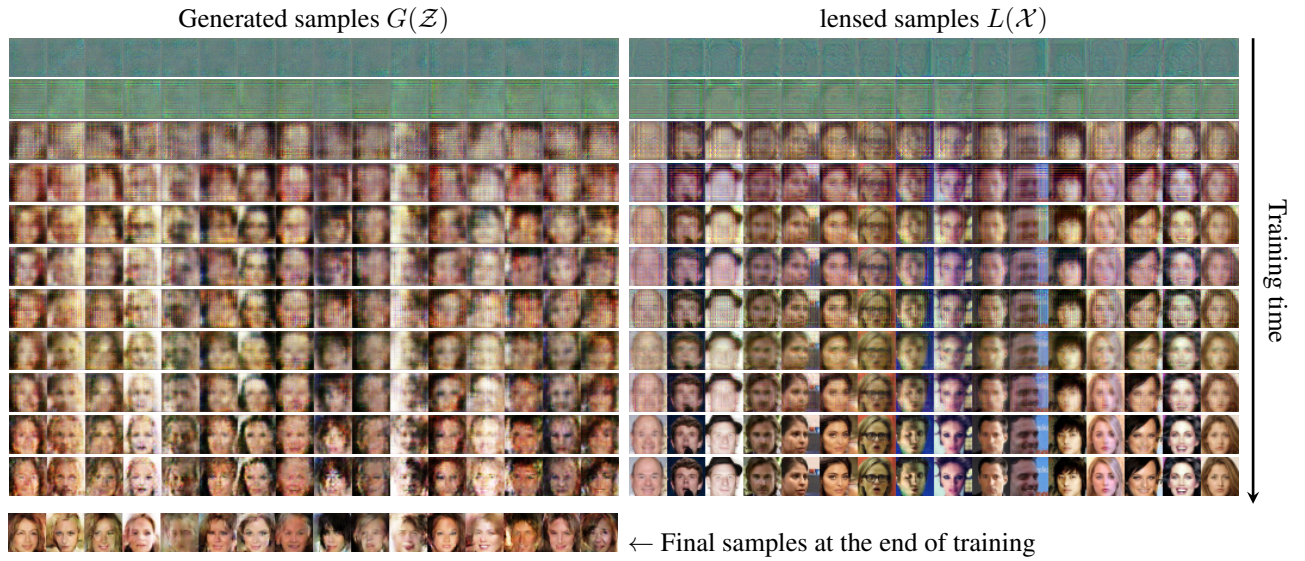 Generated samples G(𝒵)
lensed samples L(𝒳)
Training time
← Final samples at the end of training